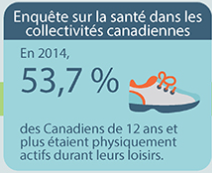 Enquête sur la santé dans les
collectivités canadiennes
En 2014,
53,7 %
des Canadiens de 12 ans et
plus étaient physiquement
actifs durant leurs loisirs.